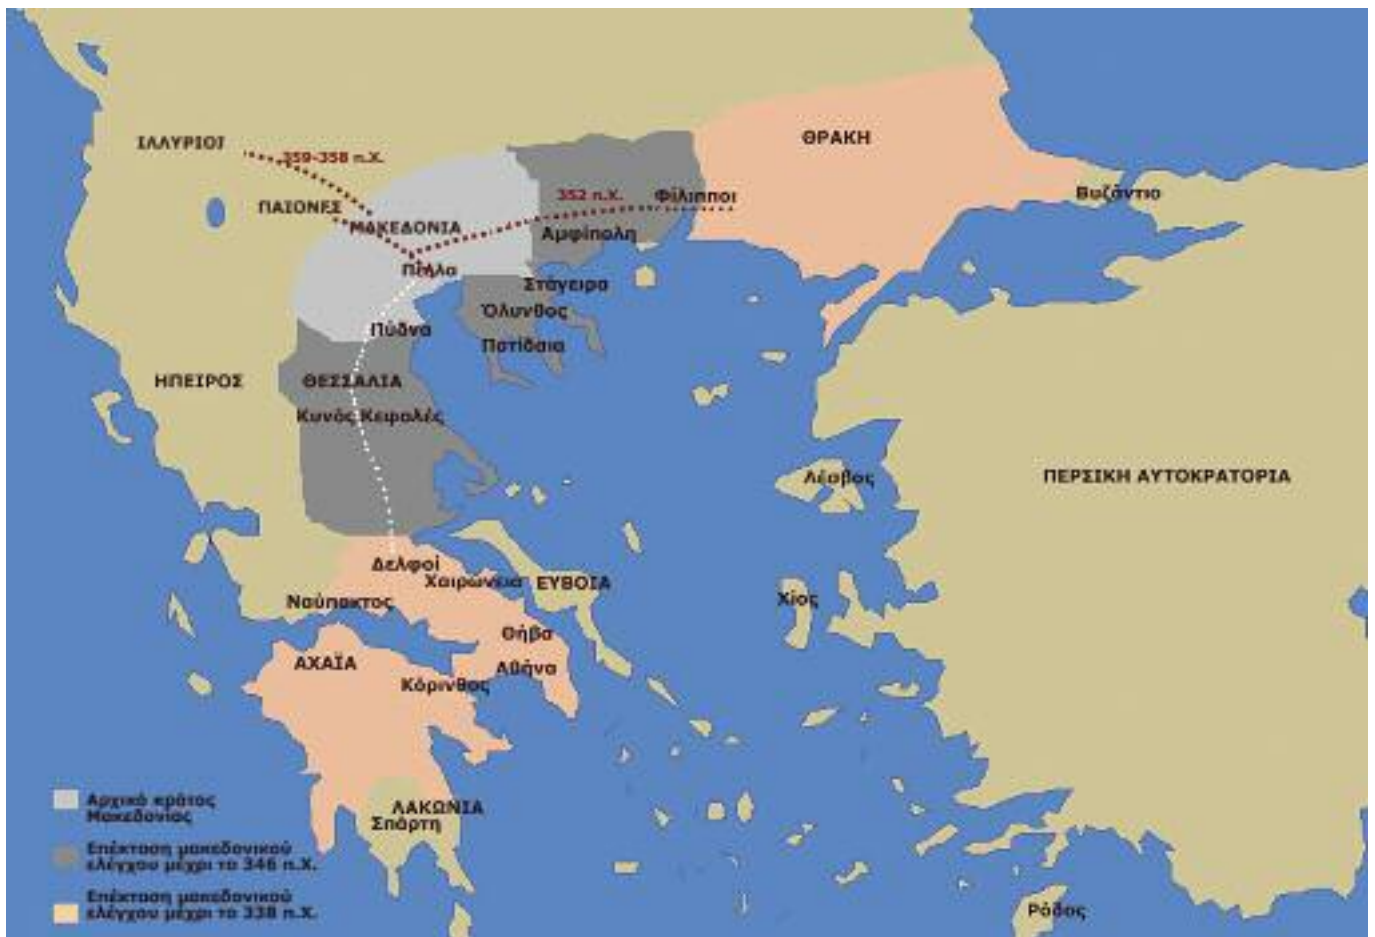 ΘΡΑΚΗ
ΙΛΛΥΡΙΟΙ
359-358 π.Χ.
Βυζάντιο
352 π.Χ.
Φίλιπποι
ΠΑΙΟΝΕΣ
ΜΑΚΕΔΟΝΙΑ
Αμφίπολη
Πέλλα
Στάγειρα
Όλυνθος
Πύδνα
Ποτίδαια
ΗΠΕΙΡΟΣ
ΘΕΣΣΑΛΙΑ
Κυνός Κεφαλές
ΠΕΡΣΙΚΗ ΑΥΤΟΚΡΑΤΟΡΙΑ
Λέσβος
Δελφοί
Χαιρώνεια
ΕΥΒΟΙΑ
Ναύπακτος
Χίος
Θήβα
ΑΧΑΪΑ
Αθήνα
Κόρινθος
ΛΑΚΩΝΙΑ
Σπάρτη
Αρχικό κράτος
Μακεδονίας
Επέκταση μακεδονικού
ελέγχου μέχρι το 346 π.Χ.
Επέκταση μακεδονικού
ελέγχου μέχρι το 338 π.Χ.
Ρόδος